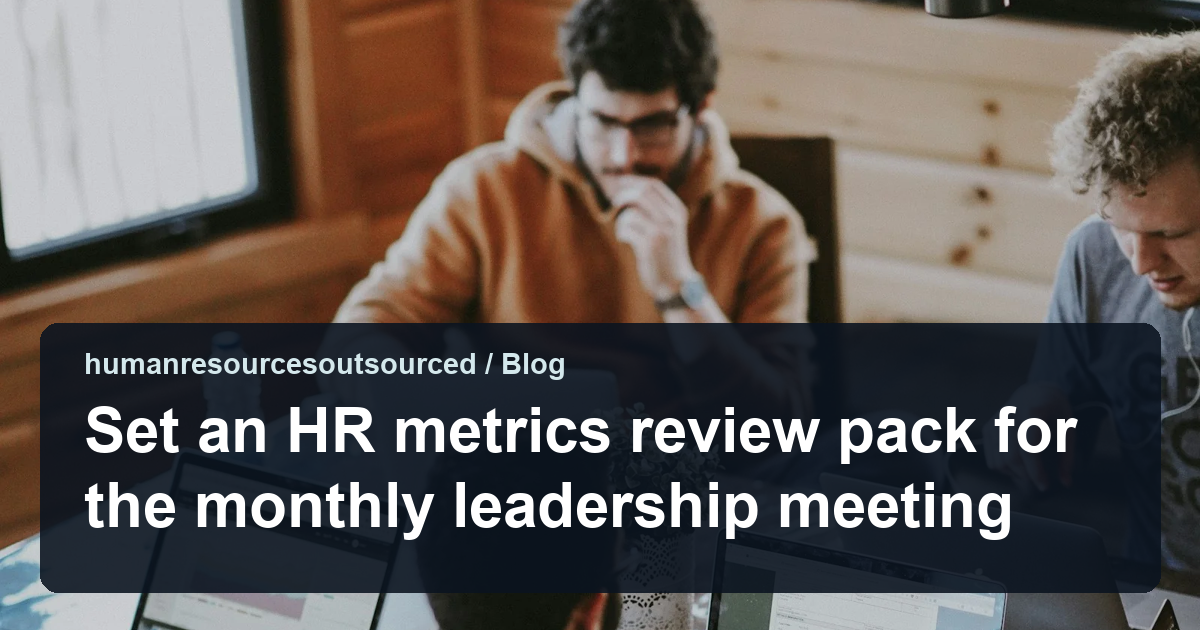 humanresourcesoutsourced / Blog
Set an HR metrics review pack for
the monthly leadership meeting